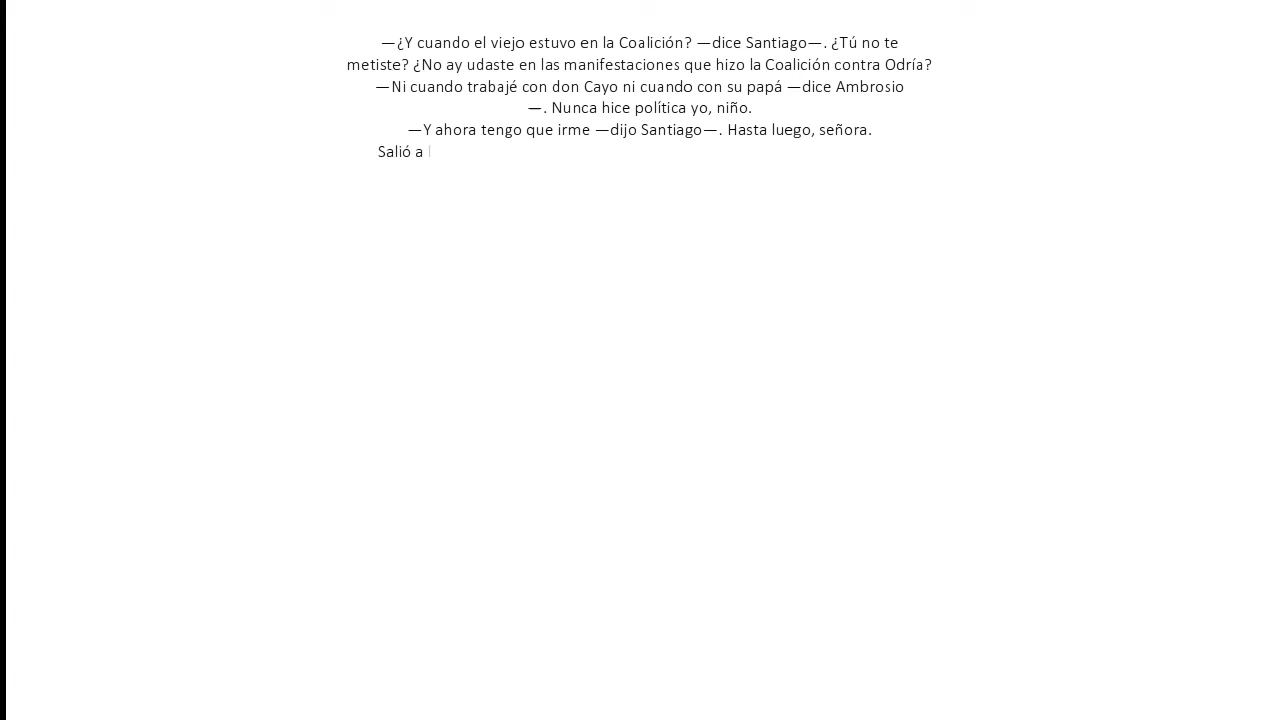 —¿Y cuando el viejo estuvo en la Coalición? —dice Santiago—. ¿Tú no te
metiste? ¿No ay udaste en las manifestaciones que hizo la Coalición contra Odría?
—Ni cuando trabajé con don Cayo ni cuando con su papá —dice Ambrosio
—. Nunca hice política yo, niño.
—Y ahora tengo que irme —dijo Santiago—. Hasta luego, señora.
Salió a